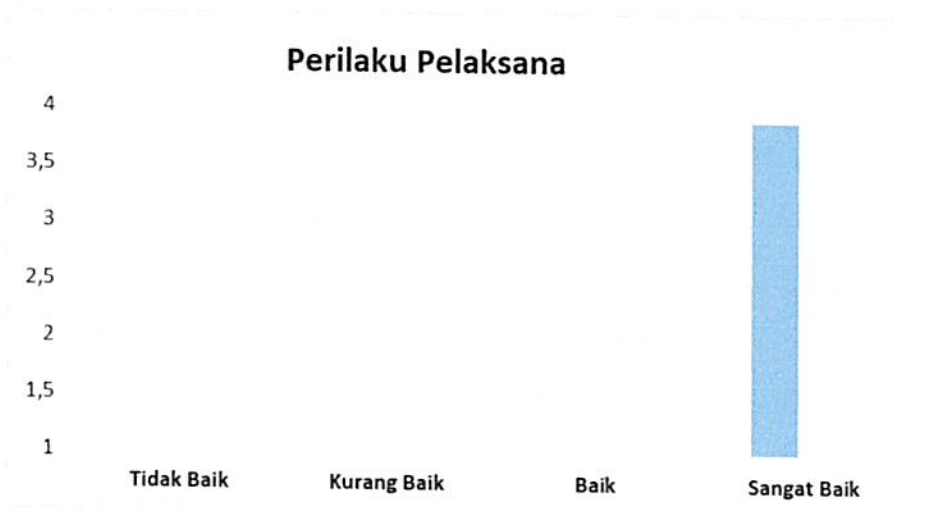 Perilaku Pelaksana
4
3,5
3
2,5
2
1,5
1
Tidak Baik
Kurang Baik
Baik
Sangat Baik